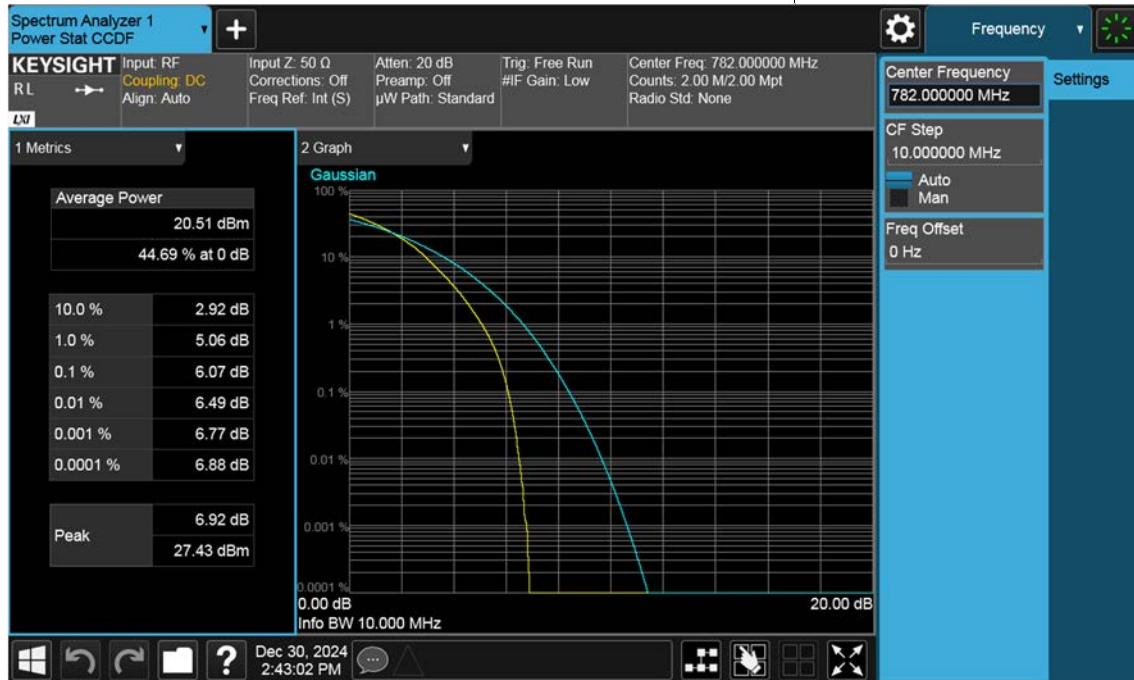 Spectrum Analyzer 1
Power Stat CCDF
+
Frequency
KEYSIGHT
RL
LXI
Input: RF
Coupling: DC
Align: Auto
Input Z: 50 Ω
Corrections: Off
Freq Ref: Int (S)
Atten: 20 dB
Preamp: Off
µW Path: Standard
Trig: Free Run
#IF Gain: Low
Center Freq: 782.000000 MHz
Counts: 2.00 M/2.00 Mpt
Radio Std: None
Center Frequency
782.000000 MHz
Settings
CF Step
10.000000 MHz
Auto
Man
Freq Offset
0 Hz
1 Metrics
Average Power
20.51 dBm
44.69 % at 0 dB
10.0 % 2.92 dB
1.0 % 5.06 dB
0.1 % 6.07 dB
0.01 % 6.49 dB
0.001 % 6.77 dB
0.0001 % 6.88 dB
Peak
6.92 dB
27.43 dBm
2 Graph
Gaussian
100 %
10 %
1 %
0.1 %
0.01 %
0.001 %
0.0001 %
0.00 dB 20.00 dB
Info BW 10.000 MHz
?
Dec 30, 2024
2:43:02 PM